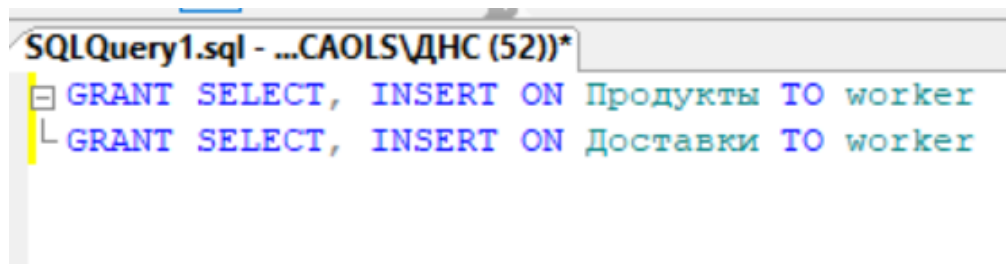 SQLQuery1.sql - ...CAOLS\ДНС (52))*
GRANT SELECT, INSERT ON Продукты TO worker
GRANT SELECT, INSERT ON Доставки TO worker